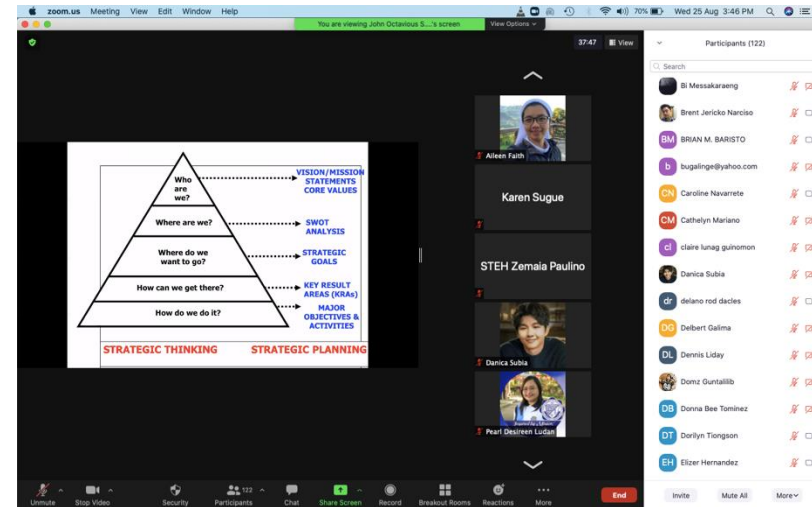 zoom.us Meeting View Edit Window Help
70% Wed 25 Aug 3:46 PM
You are viewing John Octavious S....'s screen
View Options
37:47 View
Who
are
we?
VISION/MISSION
STATEMENTS
CORE VALUES
Where are we?
SWOT
ANALYSIS
Where do we
want to go?
STRATEGIC
GOALS
How can we get there?
KEY RESULT
AREAS (KRAs)
How do we do it?
MAJOR
OBJECTIVES &
ACTIVITIES
STRATEGIC THINKING STRATEGIC PLANNING
Aileen Faith
Karen Sugue
STEH Zemaia Paulino
Danica Subia
Pearl Desireen Ludan
Participants (122)
Search
Bi Messakaraeng
Brent Jericko Narciso
BM BRIAN M. BARISTO
b bugalinge@yahoo.com
CN Caroline Navarrete
CM Cathelyn Mariano
cl claire lunag guinomon
Danica Subia
dr delano rod dacles
DG Delbert Galima
DL Dennis Liday
Domz Guntalilib
DB Donna Bee Tominez
DT Dorilyn Tiongson
EH Elizer Hernandez
Invite Mute All More
Unmute Stop Video Security Participants 122 Chat Share Screen Record Breakout Rooms Reactions More End